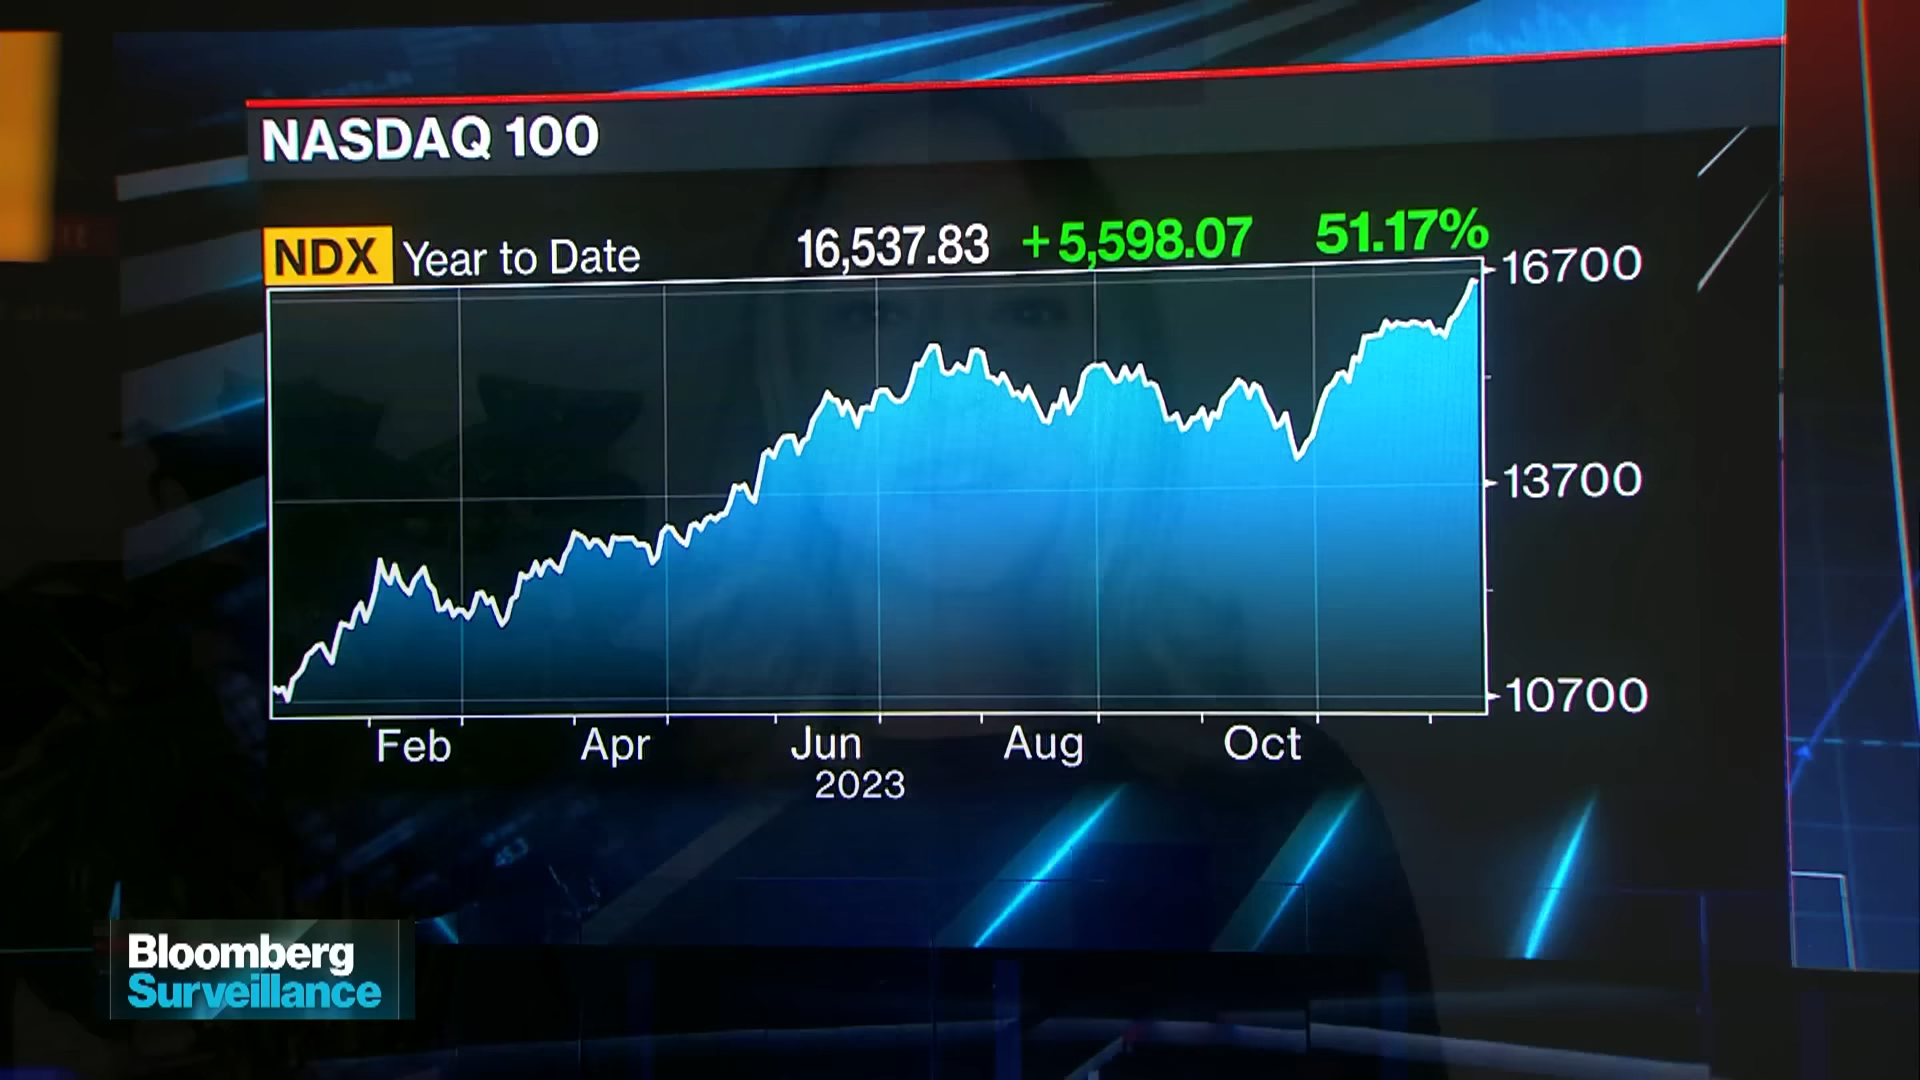 NASDAQ 100
NDX Year to Date 16,537.83 +5,598.07 51.17%
16700
13700
10700
Feb Apr Jun Aug Oct
2023
Bloomberg
Surveillance